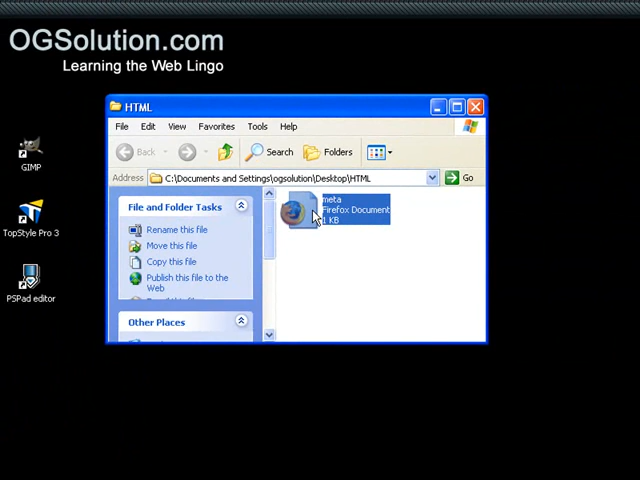 OGSolution.com
Learning the Web Lingo
HTML
File Edit View Favorites Tools Help
Back Search Folders
Address C:\Documents and Settings\ogsolution\Desktop\HTML Go
File and Folder Tasks
Rename this file
Move this file
Copy this file
Publish this file to the
Web
Other Places
meta
Firefox Document
1 KB
GIMP
TopStyle Pro 3
PSPad editor